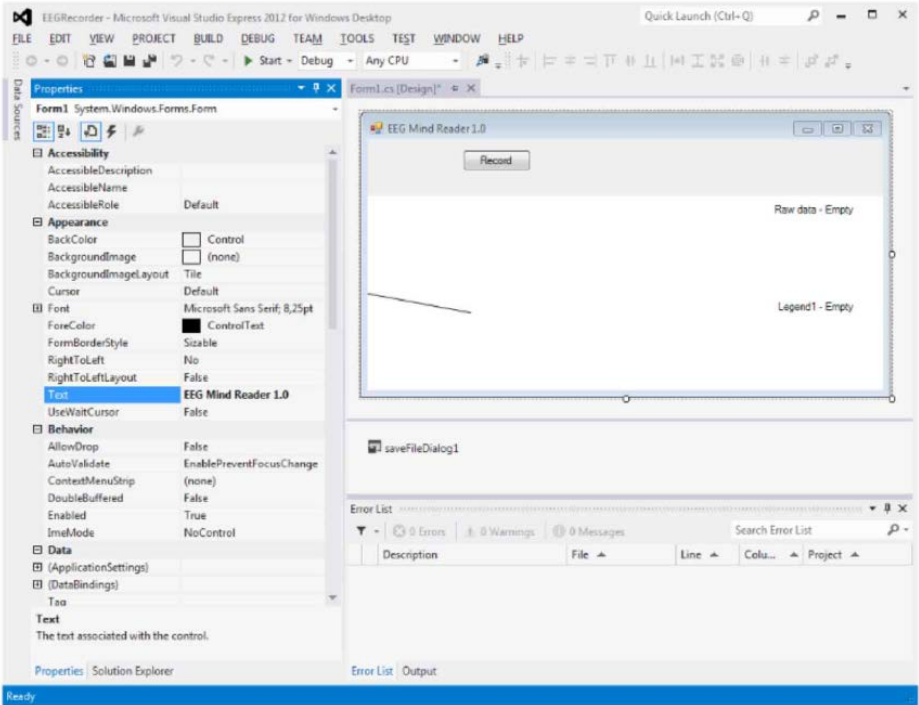 EEGRecorder - Microsoft Visual Studio Express 2012 for Windows Desktop
Quick Launch (Ctrl+Q)
FILE EDIT VIEW PROJECT BUILD DEBUG TEAM TOOLS TEST WINDOW HELP
Start - Debug Any CPU
Data Sources
Properties
Form1 System.Windows.Forms.Form
Accessibility
AccessibleDescription
AccessibleName
AccessibleRole Default
Appearance
BackColor Control
BackgroundImage (none)
BackgroundImageLayout Tile
Cursor Default
Font Microsoft Sans Serif; 8,25pt
ForeColor ControlText
FormBorderStyle Sizable
RightToLeft No
RightToLeftLayout False
Text EEG Mind Reader 1.0
UseWaitCursor False
Behavior
AllowDrop False
AutoValidate EnablePreventFocusChange
ContextMenuStrip (none)
DoubleBuffered False
Enabled True
ImeMode NoControl
Data
(ApplicationSettings)
(DataBindings)
Tag
Text
The text associated with the control.
Properties Solution Explorer
Form1.cs [Design]*
EEG Mind Reader 1.0
Record
Raw data - Empty
Legend1 - Empty
saveFileDialog1
Error List
0 Errors 0 Warnings 0 Messages Search Error List
Description File Line Colu... Project
Error List Output
Ready